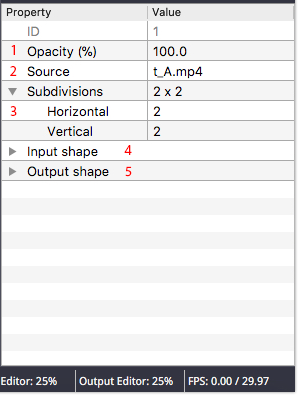 Property Value
ID 1
1 Opacity (%) 100.0
2 Source t_A.mp4
Subdivisions 2 x 2
3 Horizontal 2
Vertical 2
Input shape 4
Output shape 5
Editor: 25% Output Editor: 25% FPS: 0.00 / 29.97